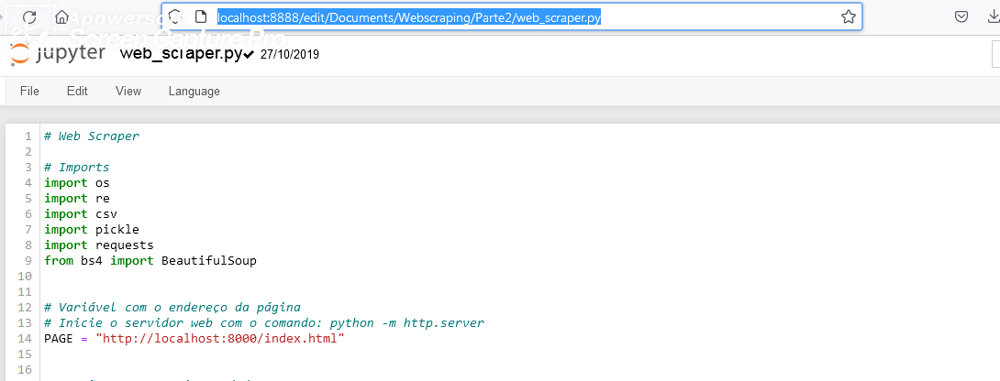 localhost:8888/edit/Documents/Webscraping/Parte2/web_scraper.py
Apowersoft
Screen Capture Pro
jupyter web_scraper.py✔ 27/10/2019
File Edit View Language
1 # Web Scraper
2
3 # Imports
4 import os
5 import re
6 import csv
7 import pickle
8 import requests
9 from bs4 import BeautifulSoup
10
11
12 # Variável com o endereço da página
13 # Inicie o servidor web com o comando: python -m http.server
14 PAGE = "http://localhost:8000/index.html"
15
16